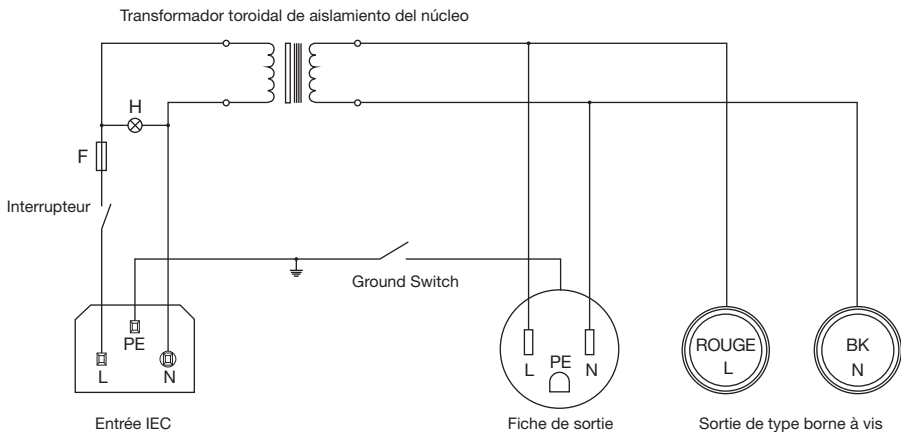 Transformador toroidal de aislamiento del núcleo
H
F
Interrupteur
Ground Switch
PE
L
N
L
PE
N
ROUGE
L
BK
N
Entrée IEC
Fiche de sortie
Sortie de type borne à vis